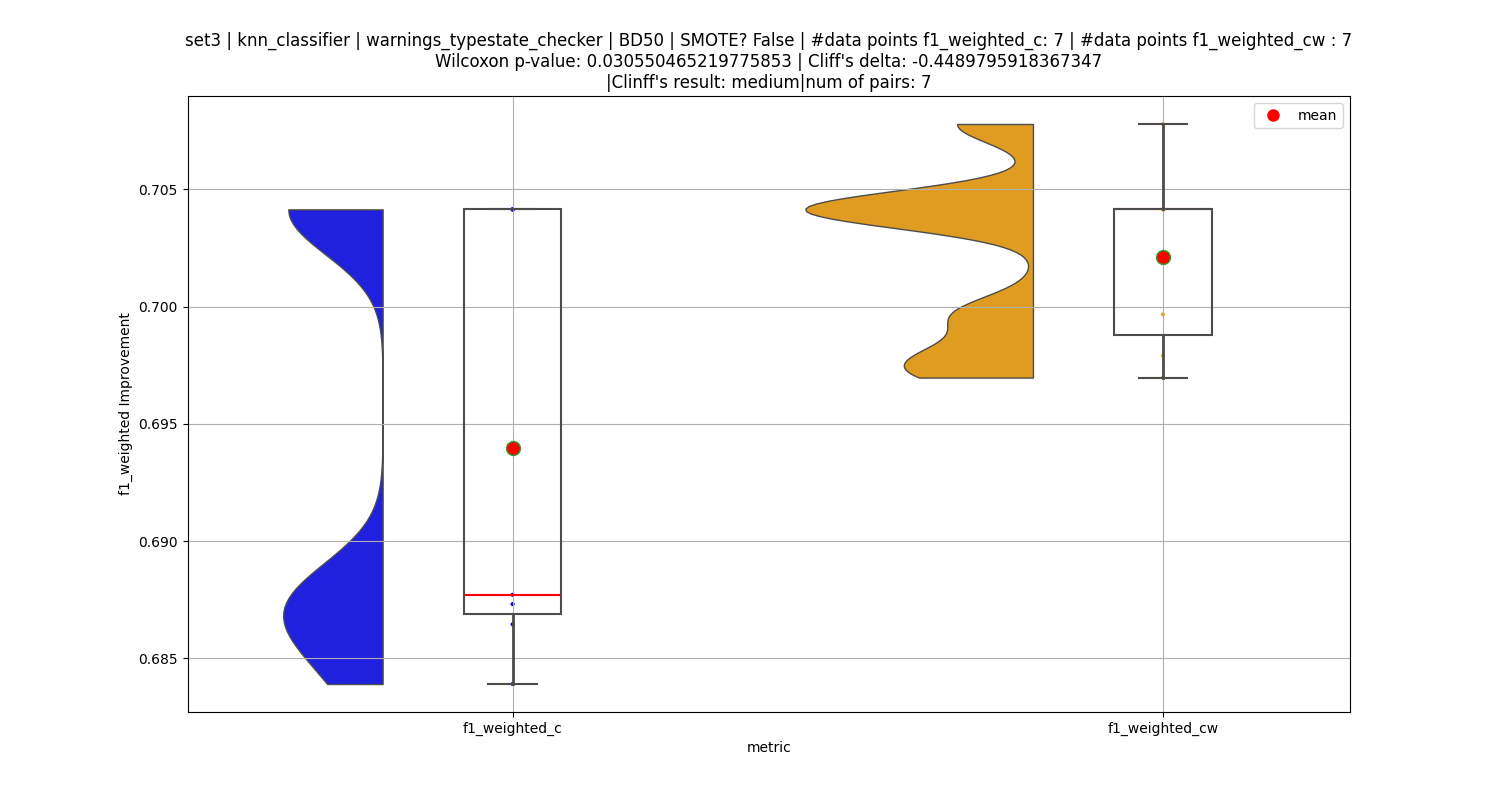 set3 | knn_classifier | warnings_typestate_checker | BD50 | SMOTE? False | #data points f1_weighted_c: 7 | #data points f1_weighted_cw : 7
Wilcoxon p-value: 0.030550465219775853 | Cliff's delta: -0.4489795918367347
|Clinff's result: medium|num of pairs: 7
mean
0.705
0.700
0.695
0.690
0.685
f1_weighted Improvement
f1_weighted_c
f1_weighted_cw
metric